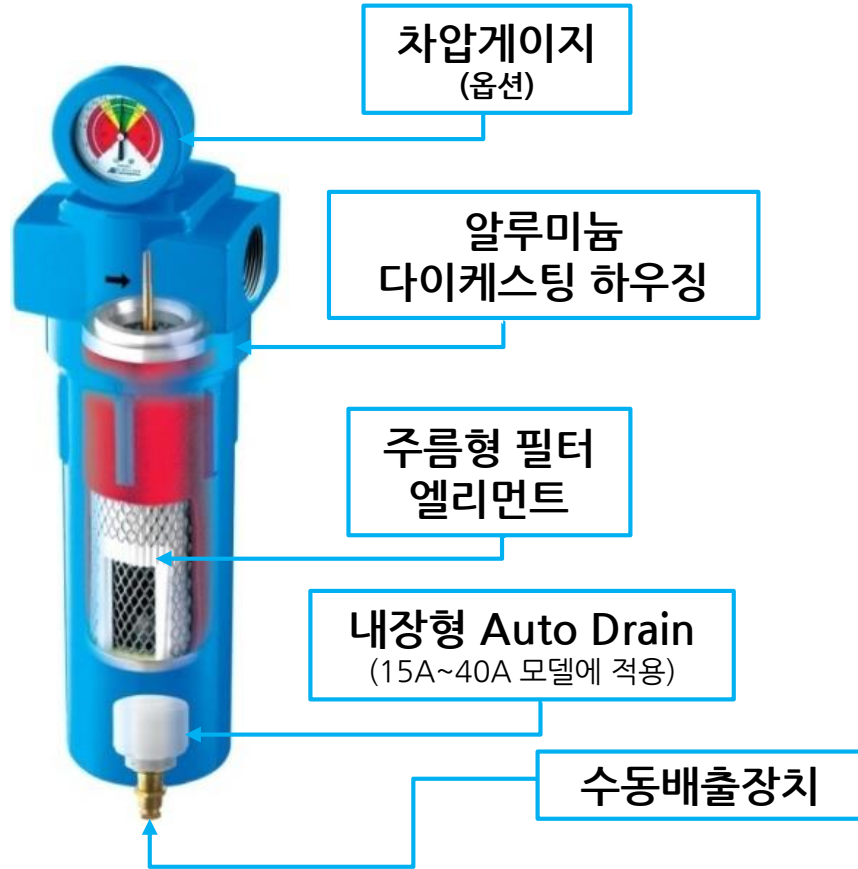 차압게이지
(옵션)
알루미늄
다이케스팅 하우징
주름형 필터
엘리먼트
내장형 Auto Drain
(15A~40A 모델에 적용)
수동배출장치